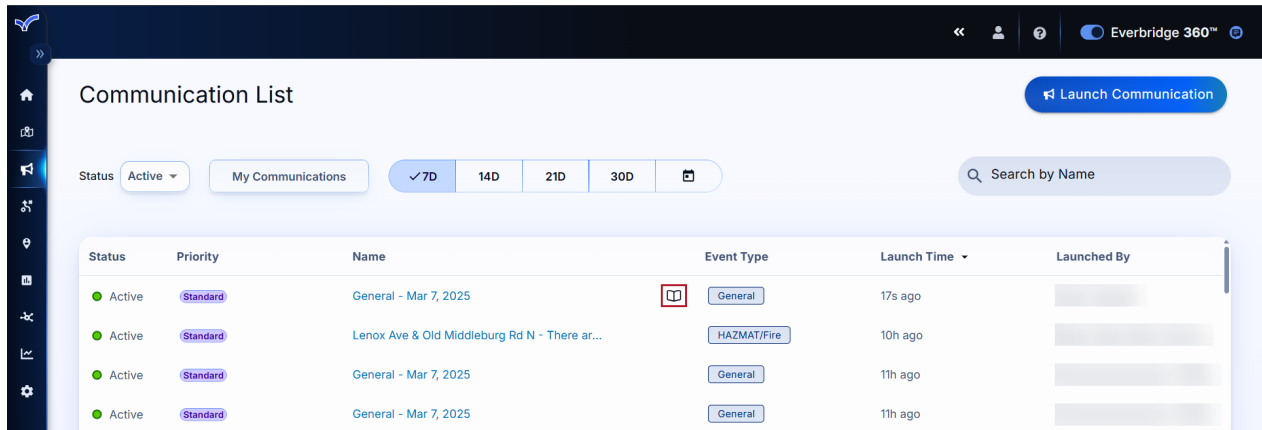 Everbridge 360™
Communication List
Launch Communication
Status Active My Communications 7D 14D 21D 30D Search by Name
Status Priority Name Event Type Launch Time Launched By
Active Standard General - Mar 7, 2025 General 17s ago
Active Standard Lenox Ave & Old Middleburg Rd N - There ar... HAZMAT/Fire 10h ago
Active Standard General - Mar 7, 2025 General 11h ago
Active Standard General - Mar 7, 2025 General 11h ago